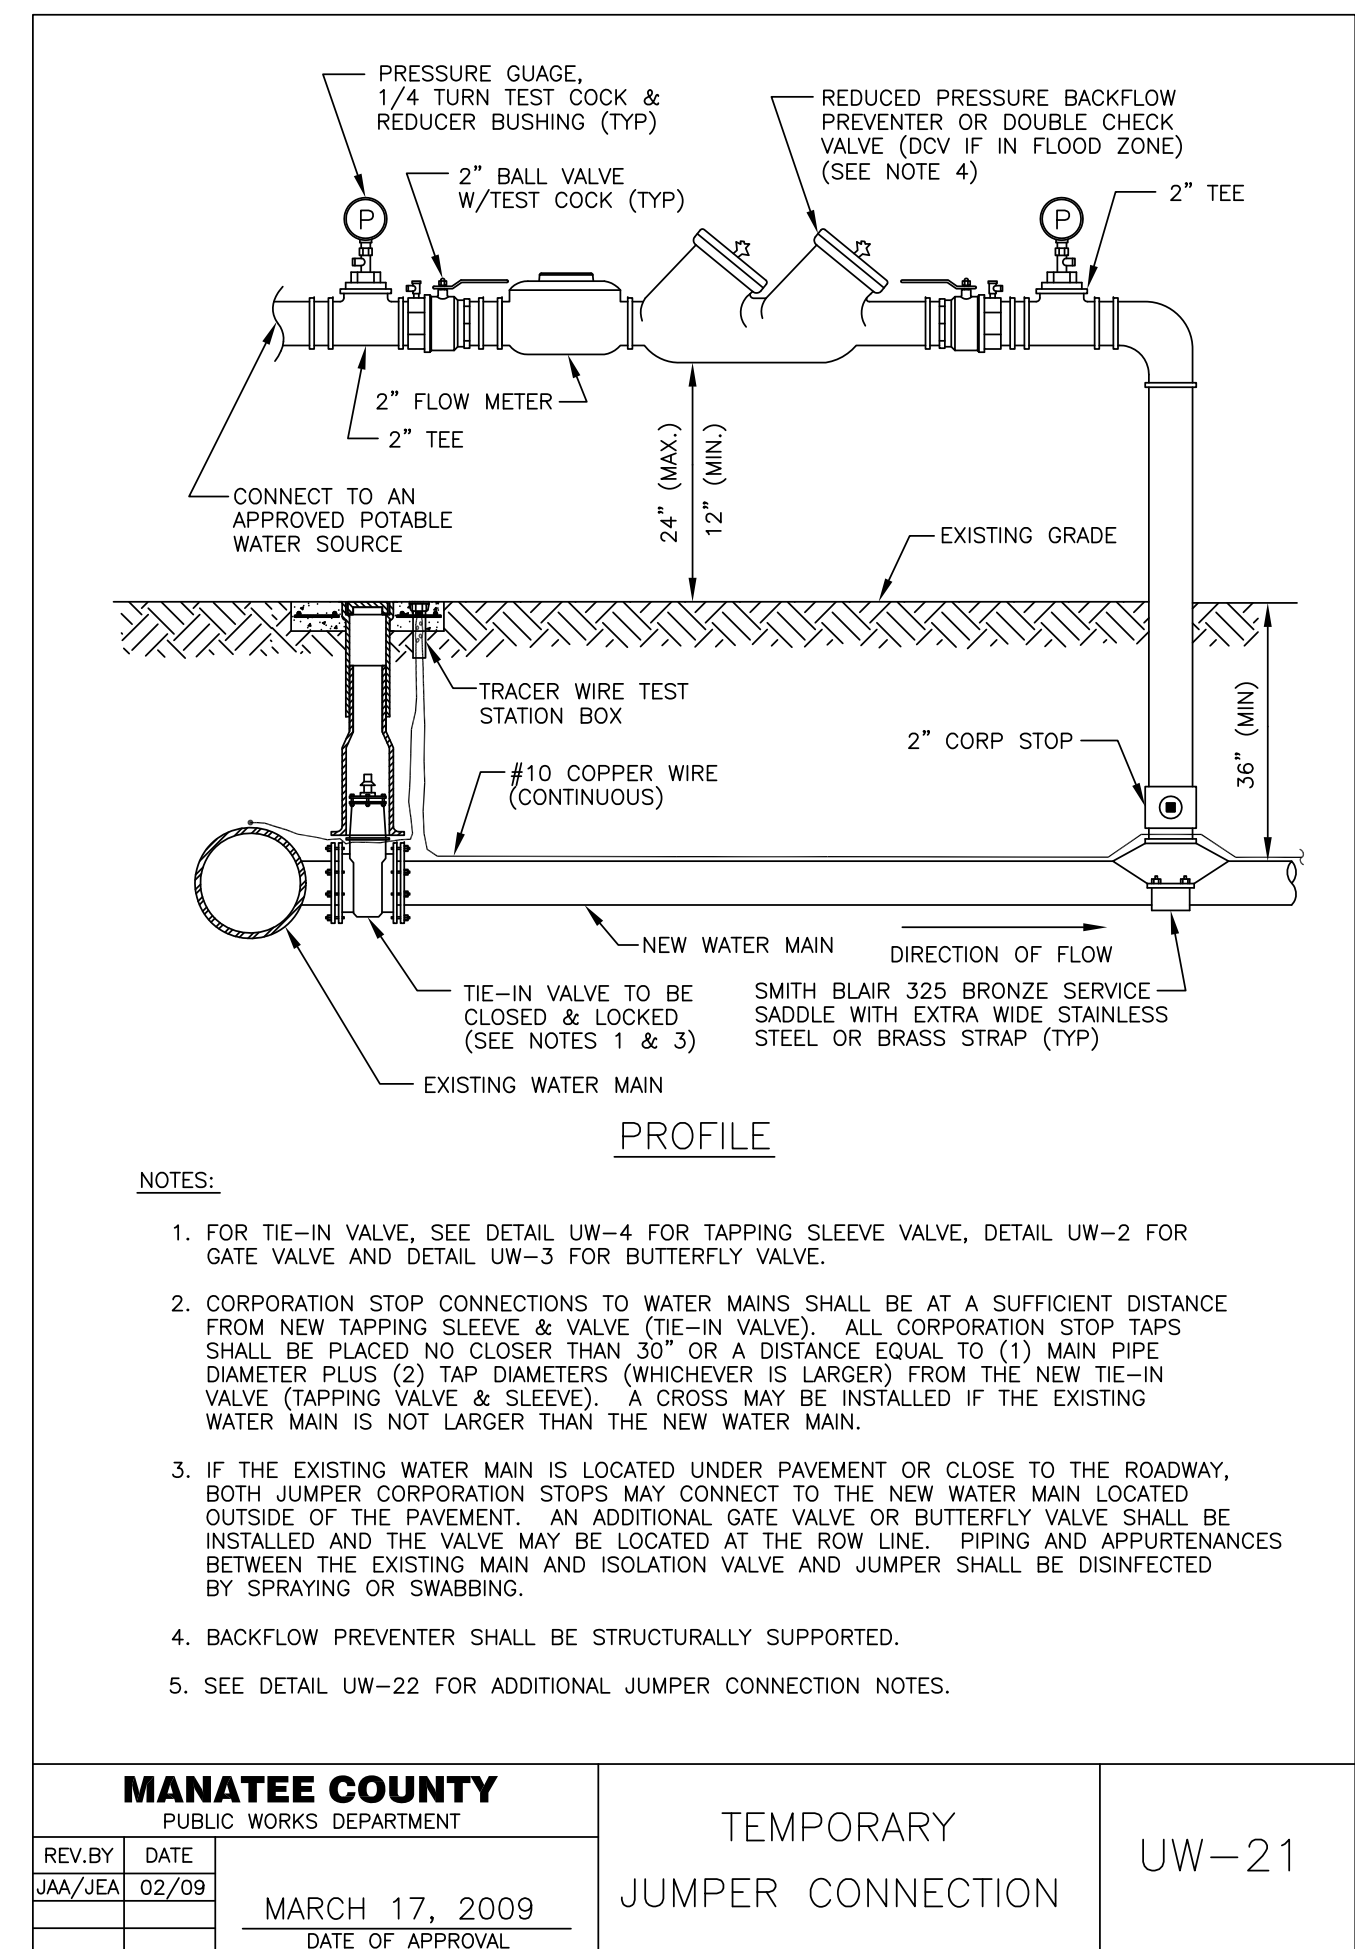 PRESSURE GUAGE,
1/4 TURN TEST COCK &
REDUCER BUSHING (TYP)
REDUCED PRESSURE BACKFLOW
PREVENTER OR DOUBLE CHECK
VALVE (DCV IF IN FLOOD ZONE)
(SEE NOTE 4)
2" BALL VALVE
W/TEST COCK (TYP)
2" TEE
P
P
2" FLOW METER
2" TEE
24" (MAX.)
12" (MIN.)
CONNECT TO AN
APPROVED POTABLE
WATER SOURCE
EXISTING GRADE
TRACER WIRE TEST
STATION BOX
36" (MIN)
2" CORP STOP
#10 COPPER WIRE
(CONTINUOUS)
NEW WATER MAIN
DIRECTION OF FLOW
TIE-IN VALVE TO BE
CLOSED & LOCKED
(SEE NOTES 1 & 3)
SMITH BLAIR 325 BRONZE SERVICE
SADDLE WITH EXTRA WIDE STAINLESS
STEEL OR BRASS STRAP (TYP)
EXISTING WATER MAIN
PROFILE
NOTES:
1. FOR TIE-IN VALVE, SEE DETAIL UW-4 FOR TAPPING SLEEVE VALVE, DETAIL UW-2 FOR
GATE VALVE AND DETAIL UW-3 FOR BUTTERFLY VALVE.
2. CORPORATION STOP CONNECTIONS TO WATER MAINS SHALL BE AT A SUFFICIENT DISTANCE
FROM NEW TAPPING SLEEVE & VALVE (TIE-IN VALVE). ALL CORPORATION STOP TAPS
SHALL BE PLACED NO CLOSER THAN 30" OR A DISTANCE EQUAL TO (1) MAIN PIPE
DIAMETER PLUS (2) TAP DIAMETERS (WHICHEVER IS LARGER) FROM THE NEW TIE-IN
VALVE (TAPPING VALVE & SLEEVE). A CROSS MAY BE INSTALLED IF THE EXISTING
WATER MAIN IS NOT LARGER THAN THE NEW WATER MAIN.
3. IF THE EXISTING WATER MAIN IS LOCATED UNDER PAVEMENT OR CLOSE TO THE ROADWAY,
BOTH JUMPER CORPORATION STOPS MAY CONNECT TO THE NEW WATER MAIN LOCATED
OUTSIDE OF THE PAVEMENT. AN ADDITIONAL GATE VALVE OR BUTTERFLY VALVE SHALL BE
INSTALLED AND THE VALVE MAY BE LOCATED AT THE ROW LINE. PIPING AND APPURTENANCES
BETWEEN THE EXISTING MAIN AND ISOLATION VALVE AND JUMPER SHALL BE DISINFECTED
BY SPRAYING OR SWABBING.
4. BACKFLOW PREVENTER SHALL BE STRUCTURALLY SUPPORTED.
5. SEE DETAIL UW-22 FOR ADDITIONAL JUMPER CONNECTION NOTES.
MANATEE COUNTY
PUBLIC WORKS DEPARTMENT
REV.BY DATE
JAA/JEA 02/09
MARCH 17, 2009
DATE OF APPROVAL
TEMPORARY
JUMPER CONNECTION
UW-21